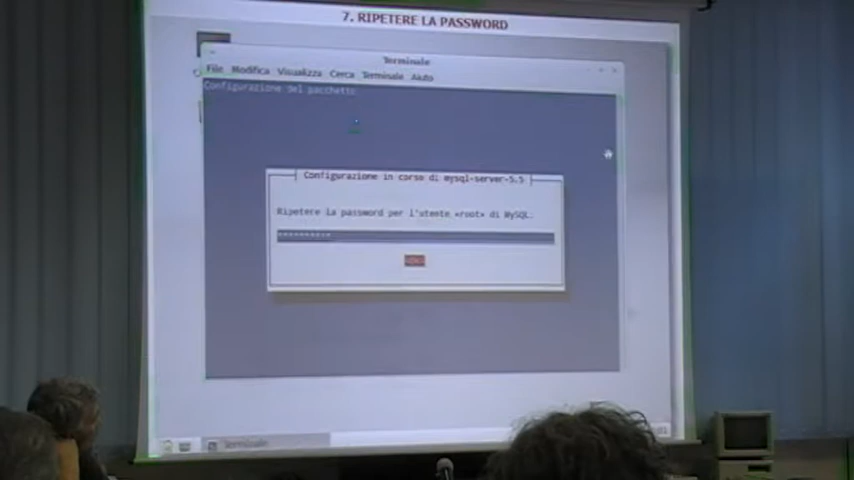 7. RIPETERE LA PASSWORD
Terminale
File Modifica Visualizza Cerca Terminale Aiuto
Configurazione del pacchetto
Configurazione in corso di mysql-server-5.5
Ripetere la password per l'utente «root» di MySQL:
**********
Terminale